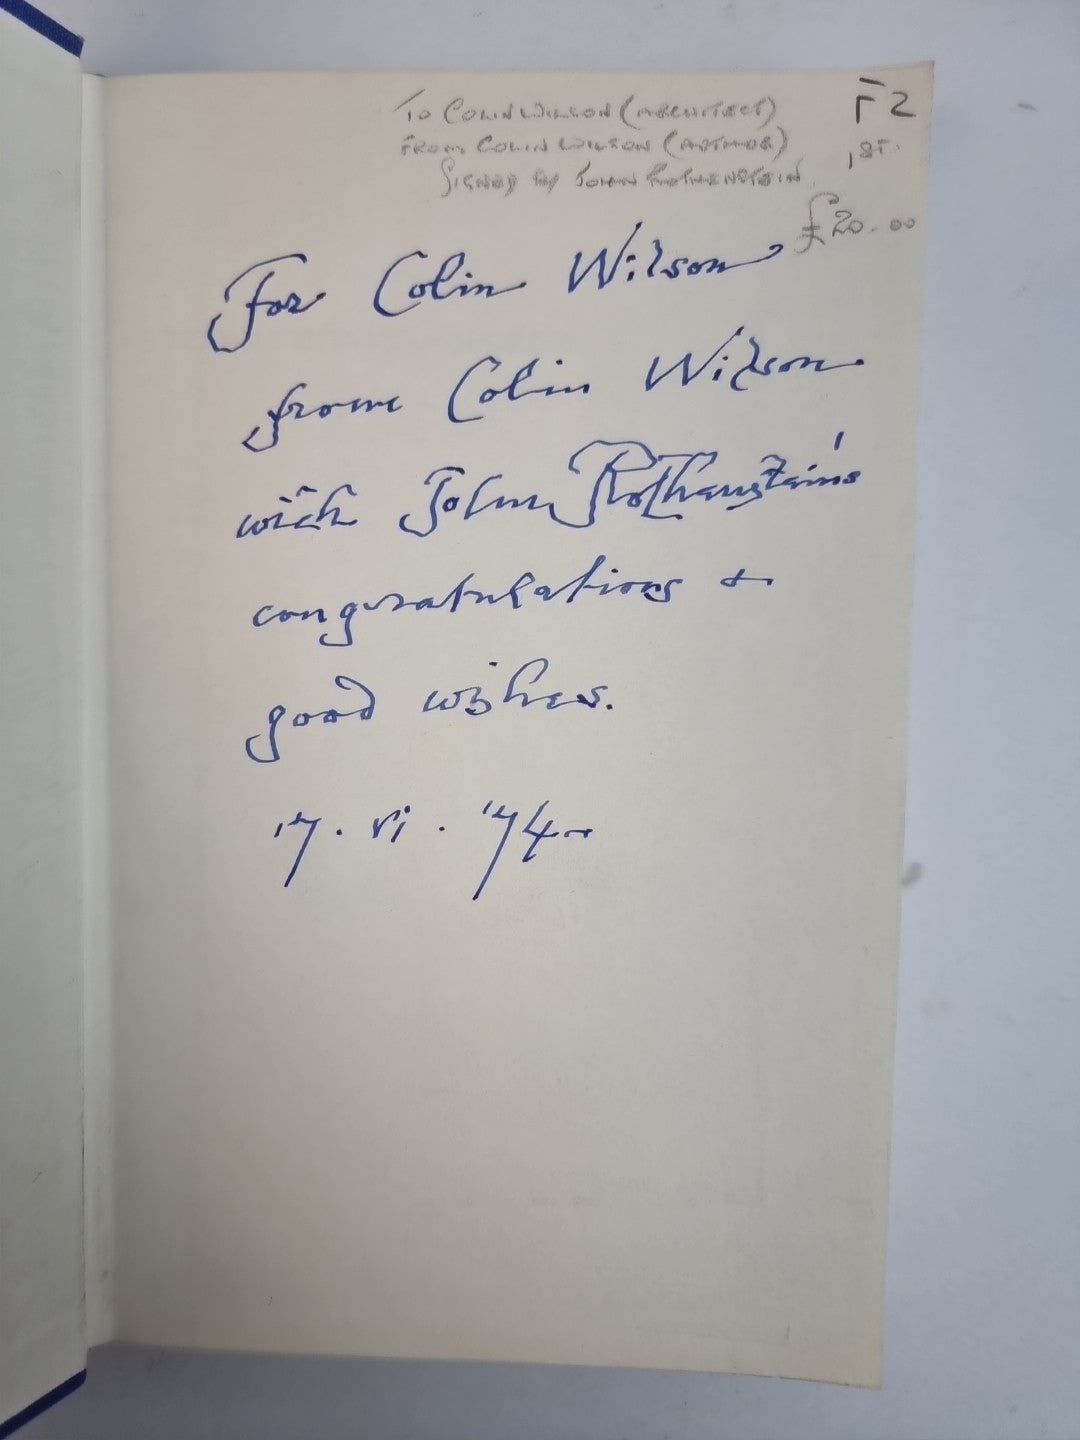 TO COLIN WILSON (ARCHITECT)
FROM COLIN WILSON (AUTHOR)
SIGNED BY JOHN ROTHENSTEIN
F2
1ST.
£20.00
For Colin Wilson
from Colin Wilson
with John Rothenstein's
congratulations &
good wishes.
17. vi. '74